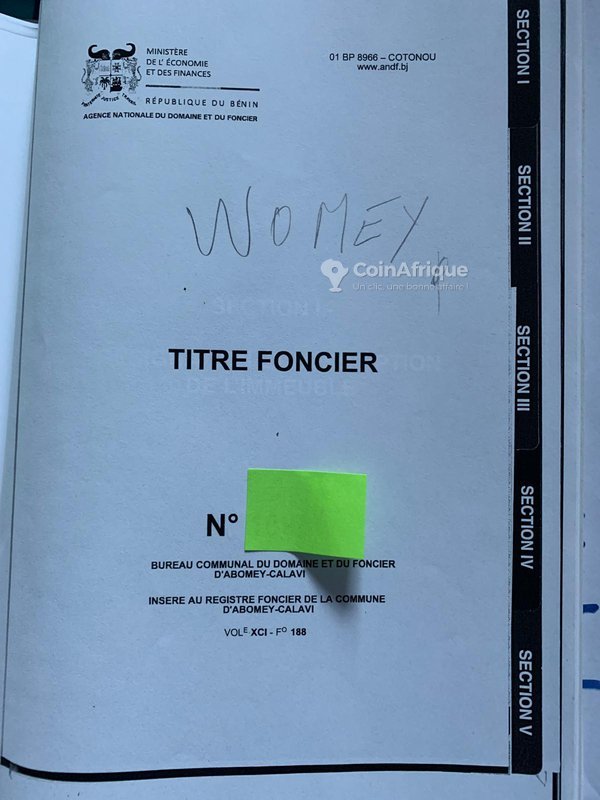 MINISTÈRE
DE L'ÉCONOMIE
ET DES FINANCES
RÉPUBLIQUE DU BÉNIN
AGENCE NATIONALE DU DOMAINE ET DU FONCIER
01 BP 8966 – COTONOU
www.andf.bj
WOMEY
CoinAfrique
Un clic, une bonne affaire !
TITRE FONCIER
N°
BUREAU COMMUNAL DU DOMAINE ET DU FONCIER
D'ABOMEY-CALAVI
INSERE AU REGISTRE FONCIER DE LA COMMUNE
D'ABOMEY-CALAVI
VOLE XCI - FO 188
SECTION I
SECTION II
SECTION III
SECTION IV
SECTION V